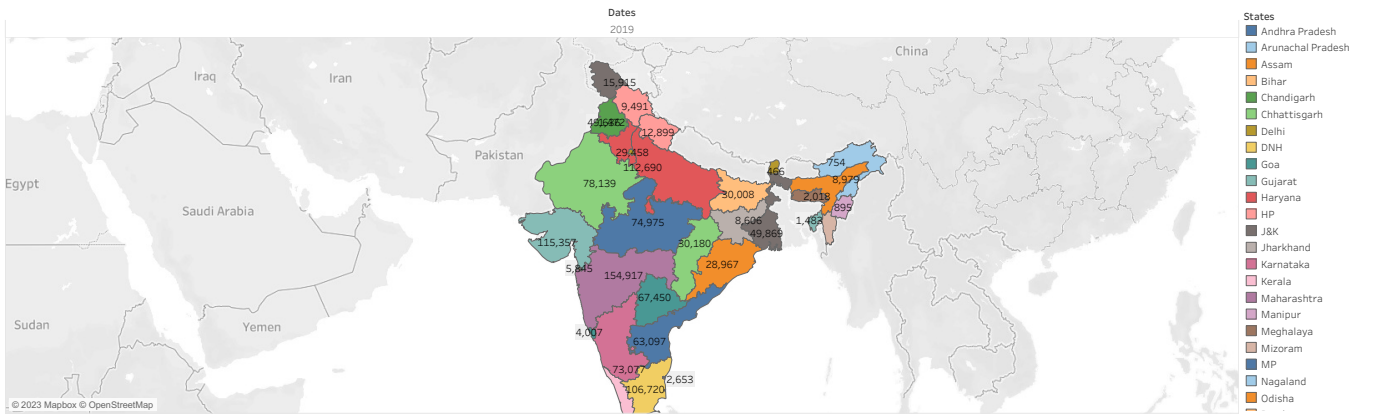 Dates
2019
States
Andhra Pradesh
Arunachal Pradesh
Assam
Bihar
Chandigarh
Chhattisgarh
Delhi
DNH
Goa
Gujarat
Haryana
HP
J&K
Jharkhand
Karnataka
Kerala
Maharashtra
Manipur
Meghalaya
Mizoram
MP
Nagaland
Odisha
China
Iraq
Iran
Pakistan
Egypt
Saudi Arabia
Sudan
Yemen
15,915
9,491
12,899
29,458
112,690
78,139
466
754
8,979
30,008
2,018
895
74,975
8,606
1,483
49,869
115,357
30,180
28,967
5,845
154,917
67,450
4,007
63,097
73,077
106,720
2,653
© 2023 Mapbox © OpenStreetMap